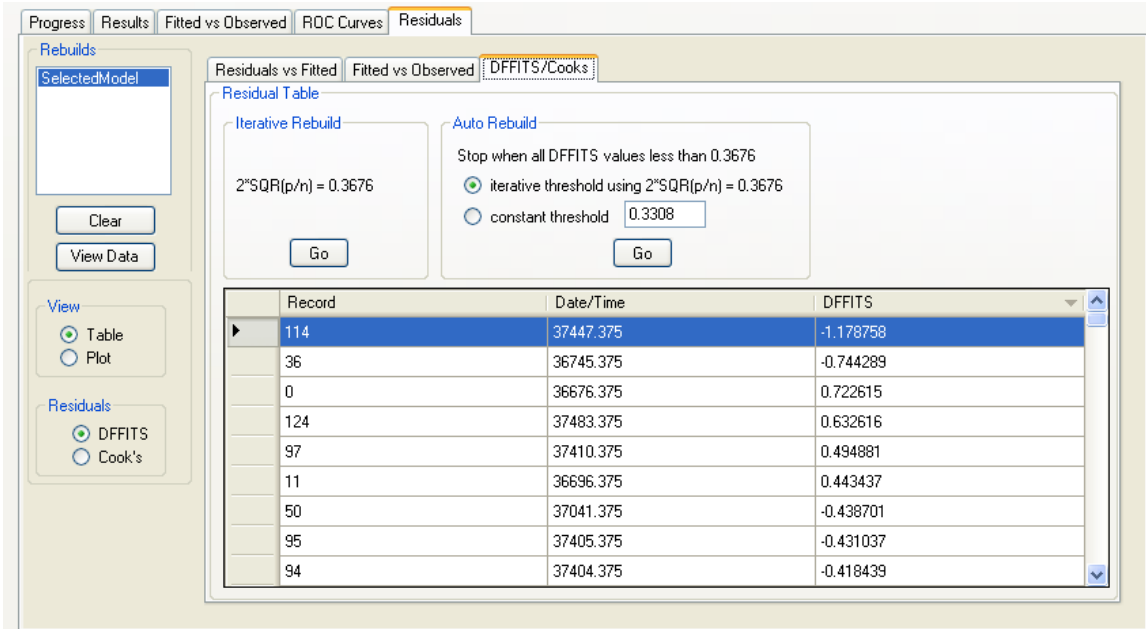 Progress Results Fitted vs Observed ROC Curves Residuals
Rebuilds
SelectedModel
Clear
View Data
View
Table
Plot
Residuals
DFFITS
Cook's
Residuals vs Fitted Fitted vs Observed DFFITS/Cooks
Residual Table
Iterative Rebuild
2*SQR(p/n) = 0.3676
Go
Auto Rebuild
Stop when all DFFITS values less than 0.3676
iterative threshold using 2*SQR(p/n) = 0.3676
constant threshold 0.3308
Go
Record Date/Time DFFITS
114 37447.375 -1.178758
36 36745.375 -0.744289
0 36676.375 0.722615
124 37483.375 0.632616
97 37410.375 0.494881
11 36696.375 0.443437
50 37041.375 -0.438701
95 37405.375 -0.431037
94 37404.375 -0.418439